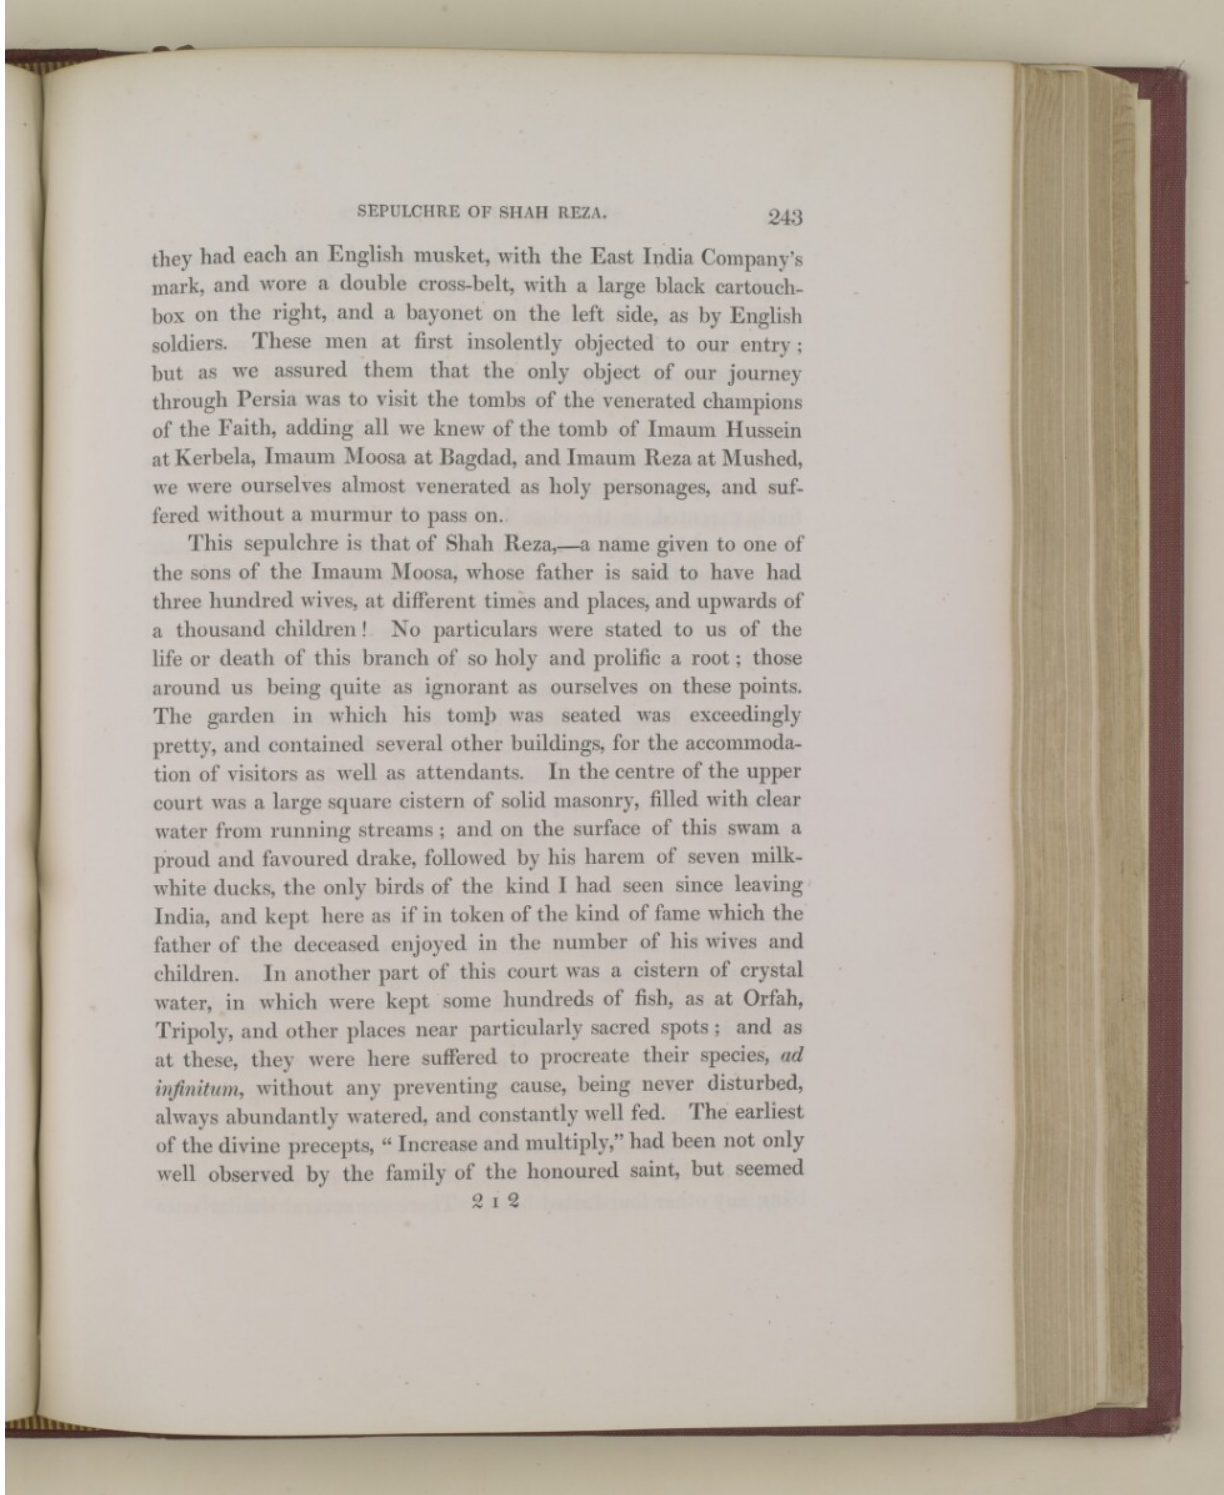 SEPULCHRE OF SHAH REZA. 243
they had each an English musket, with the East India Company's
mark, and wore a double cross-belt, with a large black cartouch-
box on the right, and a bayonet on the left side, as by English
soldiers. These men at first insolently objected to our entry ;
but as we assured them that the only object of our journey
through Persia was to visit the tombs of the venerated champions
of the Faith, adding all we knew of the tomb of Imaum Hussein
at Kerbela, Imaum Moosa at Bagdad, and Imaum Reza at Mushed,
we were ourselves almost venerated as holy personages, and suf-
fered without a murmur to pass on.
This sepulchre is that of Shah Reza,—a name given to one of
the sons of the Imaum Moosa, whose father is said to have had
three hundred wives, at different times and places, and upwards of
a thousand children ! No particulars were stated to us of the
life or death of this branch of so holy and prolific a root ; those
around us being quite as ignorant as ourselves on these points.
The garden in which his tomb was seated was exceedingly
pretty, and contained several other buildings, for the accommoda-
tion of visitors as well as attendants. In the centre of the upper
court was a large square cistern of solid masonry, filled with clear
water from running streams ; and on the surface of this swam a
proud and favoured drake, followed by his harem of seven milk-
white ducks, the only birds of the kind I had seen since leaving
India, and kept here as if in token of the kind of fame which the
father of the deceased enjoyed in the number of his wives and
children. In another part of this court was a cistern of crystal
water, in which were kept some hundreds of fish, as at Orfah,
Tripoly, and other places near particularly sacred spots ; and as
at these, they were here suffered to procreate their species, ad
infinitum, without any preventing cause, being never disturbed,
always abundantly watered, and constantly well fed. The earliest
of the divine precepts, “ Increase and multiply,” had been not only
well observed by the family of the honoured saint, but seemed
2 I 2